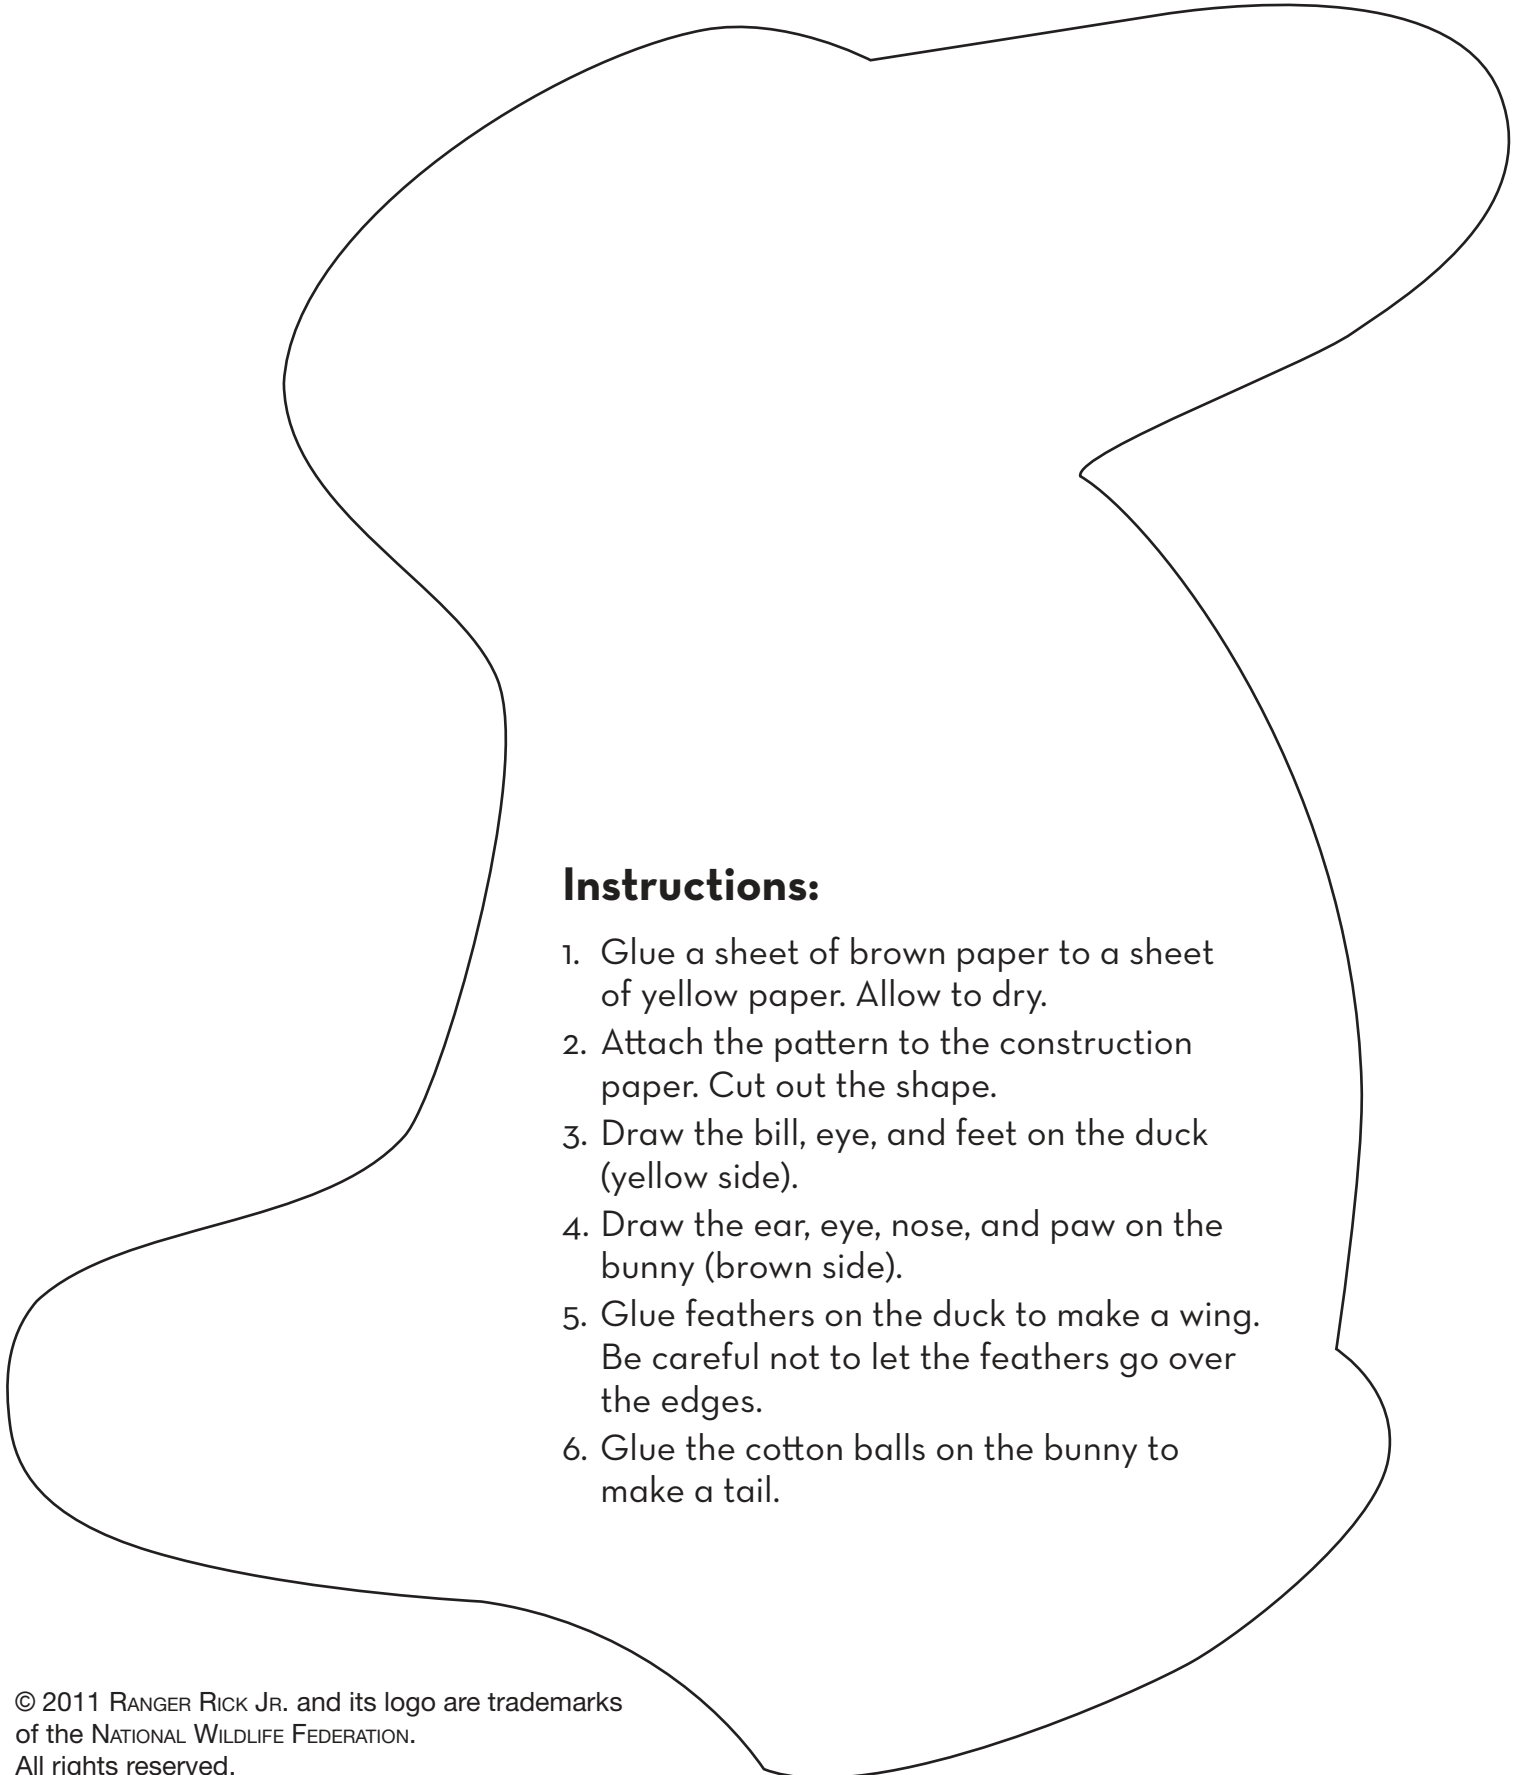 Instructions:
1. Glue a sheet of brown paper to a sheet
of yellow paper. Allow to dry.
2. Attach the pattern to the construction
paper. Cut out the shape.
3. Draw the bill, eye, and feet on the duck
(yellow side).
4. Draw the ear, eye, nose, and paw on the
bunny (brown side).
5. Glue feathers on the duck to make a wing.
Be careful not to let the feathers go over
the edges.
6. Glue the cotton balls on the bunny to
make a tail.
© 2011 Ranger Rick Jr. and its logo are trademarks
of the National Wildlife Federation.
All rights reserved.